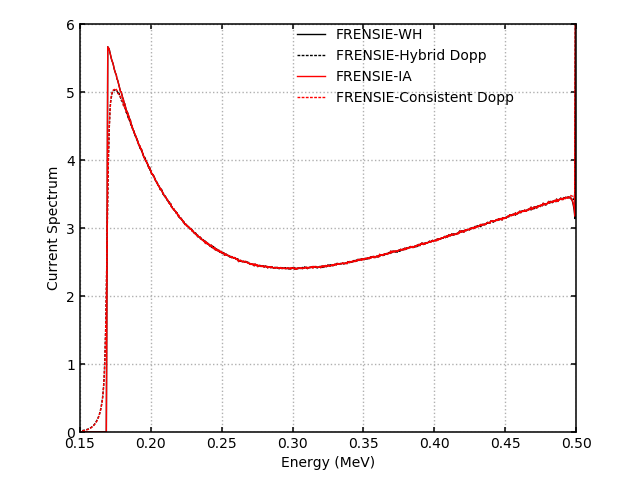 FRENSIE-WH
FRENSIE-Hybrid Dopp
FRENSIE-IA
FRENSIE-Consistent Dopp
Current Spectrum
6
5
4
3
2
1
0
0.15 0.20 0.25 0.30 0.35 0.40 0.45 0.50
Energy (MeV)